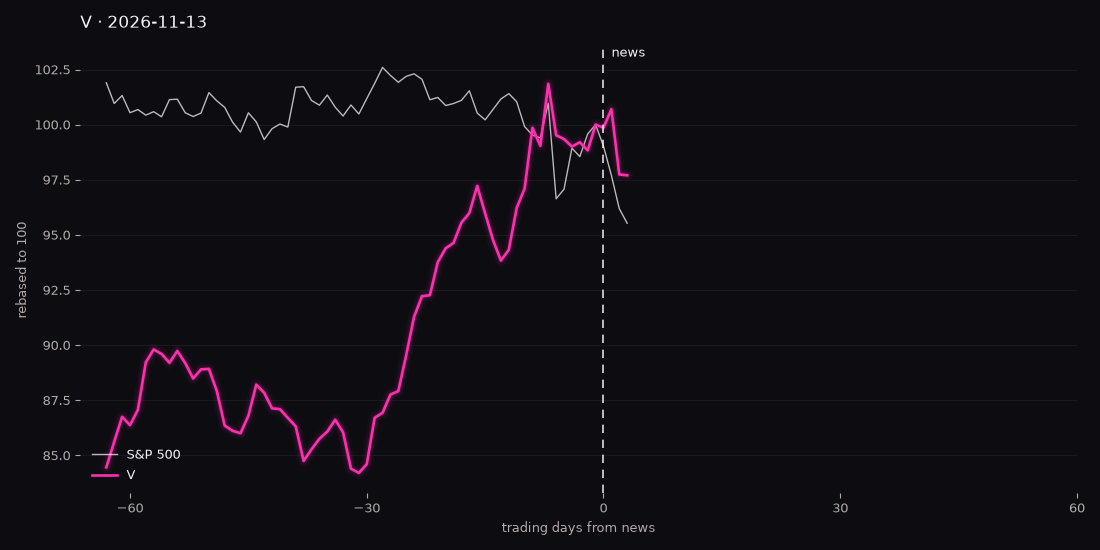 V · 2026-11-13
news
102.5
100.0
97.5
95.0
92.5
90.0
87.5
85.0
rebased to 100
S&P 500
V
−60
−30
0
30
60
trading days from news